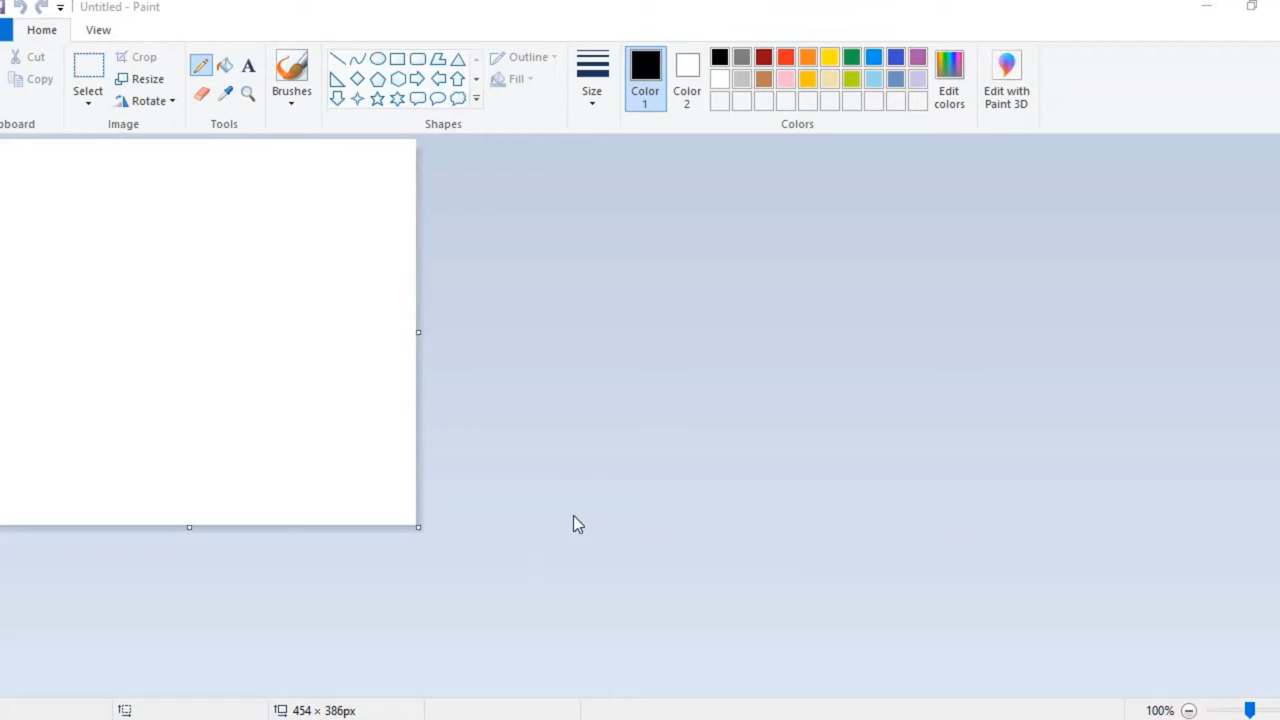 Untitled - Paint
Home View
Cut
Copy
Select
Crop
Resize
Rotate
Brushes
Outline
Fill
Size
Color 1
Color 2
Edit colors
Edit with Paint 3D
Image
Tools
Shapes
Colors
A
454 × 386px
100%